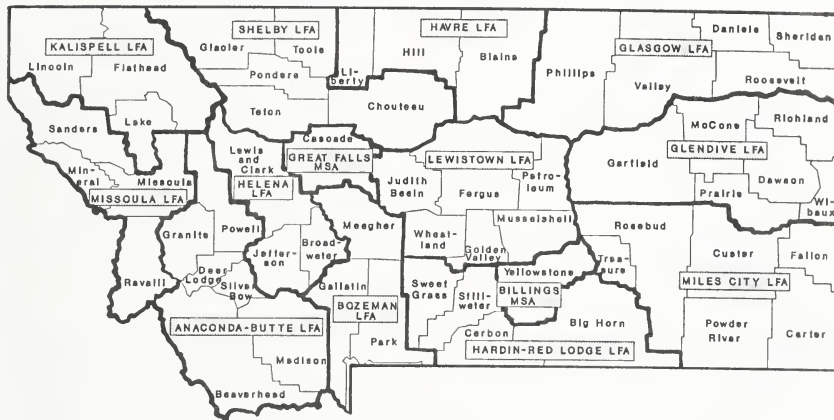 KALISPELL LFA
Lincoln
Flathead
Lake
SHELBY LFA
Glacier
Toole
Pondera
Teton
HAVRE LFA
Li-
berty
Hill
Blaine
Chouteau
GLASGOW LFA
Phillips
Valley
Daniels
Sheridan
Roosevelt
Sanders
Min-
eral
Missoula
MISSOULA LFA
Ravalli
Lewis
and
Clark
HELENA
LFA
Jeffer-
son
Broad-
water
Cascade
GREAT FALLS
MSA
LEWISTOWN LFA
Judith
Basin
Fergus
Petro-
leum
Wheat-
land
Golden
Valley
Musselshell
McCone
Richland
Garfield
GLENDIVE LFA
Dawson
Prairie
Wi-
baux
Granite
Powell
Deer
Lodge
Silver
Bow
ANACONDA-BUTTE LFA
Madison
Beaverhead
Meagher
Gallatin
BOZEMAN
LFA
Park
Sweet
Grass
Still-
water
Carbon
Yellowstone
BILLINGS
MSA
Big Horn
HARDIN-RED LODGE LFA
Rosebud
Trea-
sure
Custer
Fallon
MILES CITY LFA
Powder
River
Carter